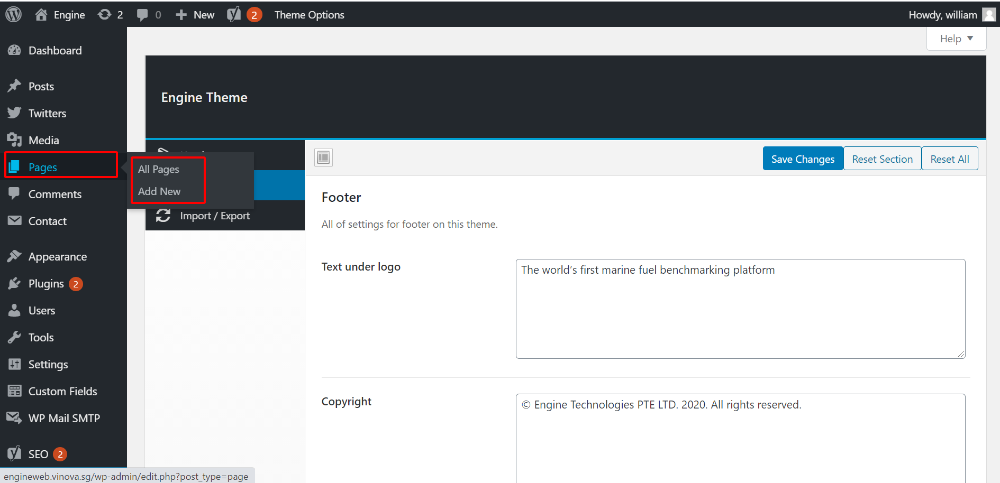 Engine
2
0
New
2
Theme Options
Howdy, william
Help
Dashboard
Posts
Twitters
Media
Pages
Comments
Contact
Appearance
Plugins 2
Users
Tools
Settings
Custom Fields
WP Mail SMTP
SEO 2
All Pages
Add New
Engine Theme
Import / Export
Save Changes
Reset Section
Reset All
Footer
All of settings for footer on this theme.
Text under logo
The world’s first marine fuel benchmarking platform
Copyright
© Engine Technologies PTE LTD. 2020. All rights reserved.
engineweb.vinova.sg/wp-admin/edit.php?post_type=page